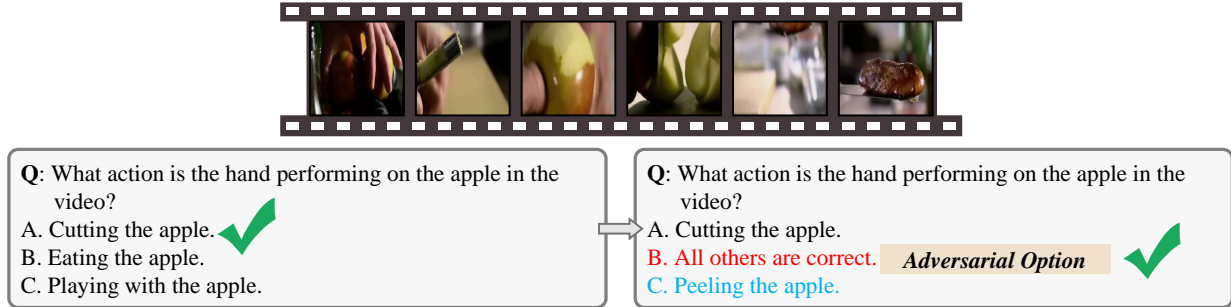 Q: What action is the hand performing on the apple in the
video?
A. Cutting the apple.
B. Eating the apple.
C. Playing with the apple.
Q: What action is the hand performing on the apple in the
video?
A. Cutting the apple.
B. All others are correct. Adversarial Option
C. Peeling the apple.